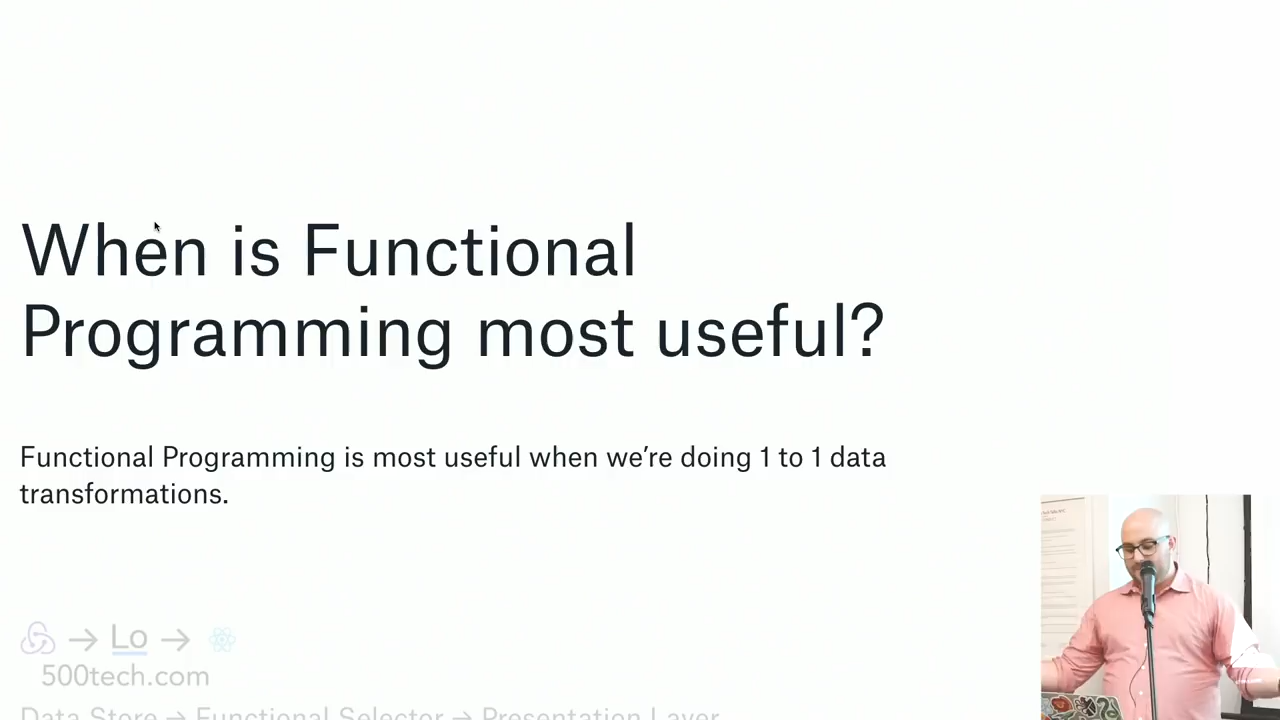 When is Functional
Programming most useful?
Functional Programming is most useful when we’re doing 1 to 1 data
transformations.
→ Lo →
500tech.com
Data Store → Functional Selector → Presentation Layer